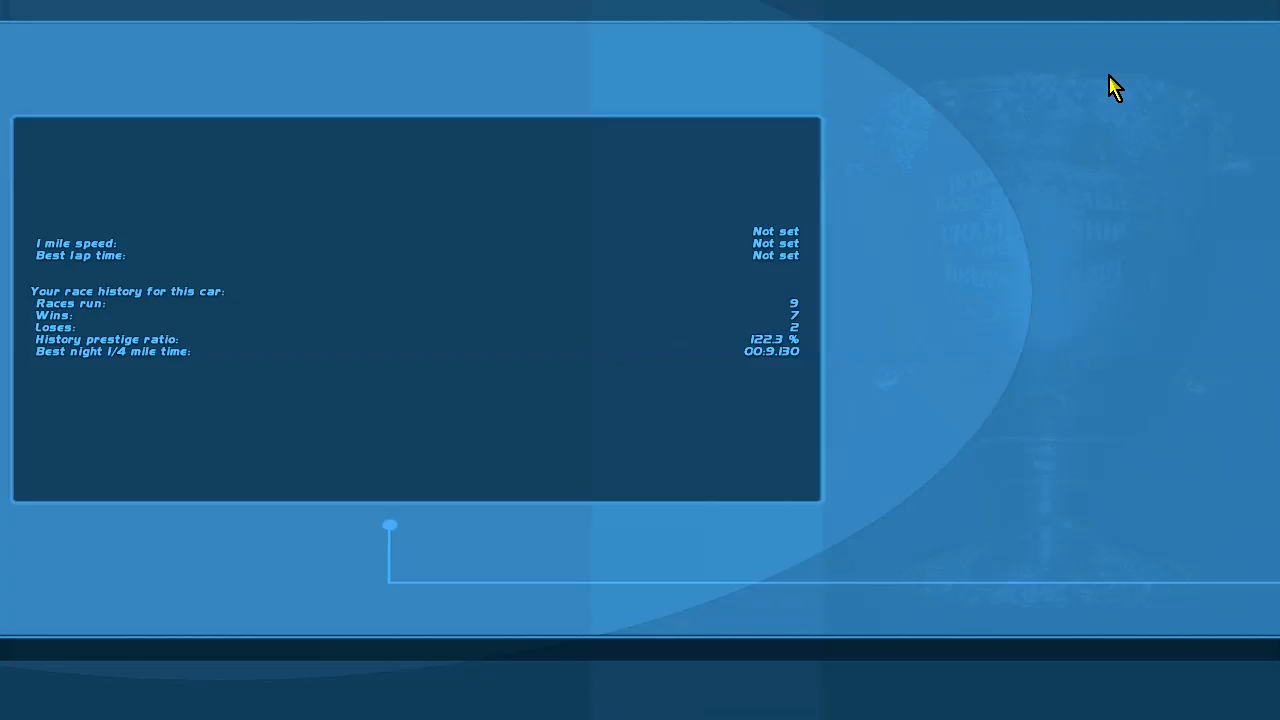 Not set
1 mile speed: Not set
Best lap time: Not set
Your race history for this car:
Races run: 9
Wins: 7
Loses: 2
History prestige ratio: 122.3 %
Best night 1/4 mile time: 00:9.130